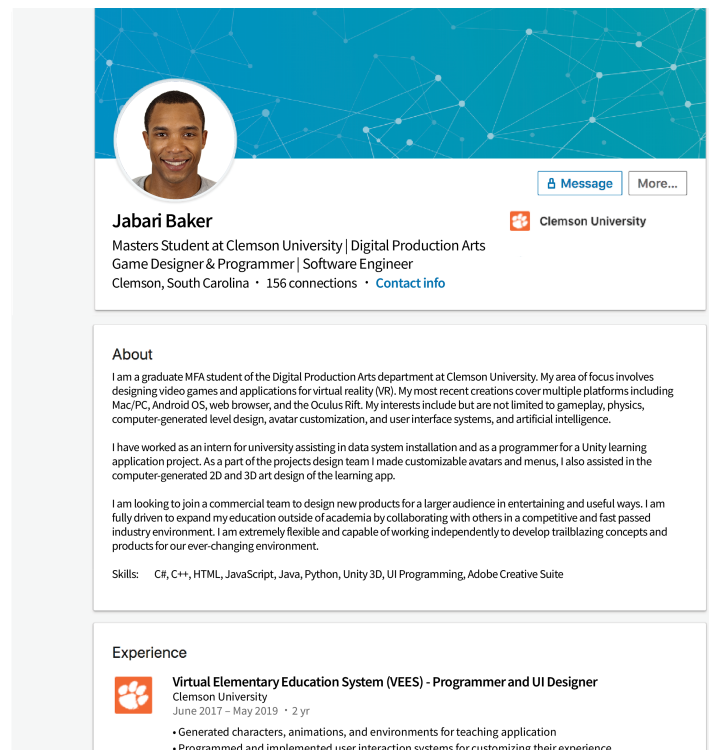 Message
More...
Jabari Baker
Clemson University
Masters Student at Clemson University | Digital Production Arts
Game Designer & Programmer | Software Engineer
Clemson, South Carolina · 156 connections · Contact info
About
I am a graduate MFA student of the Digital Production Arts department at Clemson University. My area of focus involves
designing video games and applications for virtual reality (VR). My most recent creations cover multiple platforms including
Mac/PC, Android OS, web browser, and the Oculus Rift. My interests include but are not limited to gameplay, physics,
computer-generated level design, avatar customization, and user interface systems, and artificial intelligence.
I have worked as an intern for university assisting in data system installation and as a programmer for a Unity learning
application project. As a part of the projects design team I made customizable avatars and menus, I also assisted in the
computer-generated 2D and 3D art design of the learning app.
I am looking to join a commercial team to design new products for a larger audience in entertaining and useful ways. I am
fully driven to expand my education outside of academia by collaborating with others in a competitive and fast passed
industry environment. I am extremely flexible and capable of working independently to develop trailblazing concepts and
products for our ever-changing environment.
Skills: C#, C++, HTML, JavaScript, Java, Python, Unity 3D, UI Programming, Adobe Creative Suite
Experience
Virtual Elementary Education System (VEES) - Programmer and UI Designer
Clemson University
June 2017 – May 2019 · 2 yr
• Generated characters, animations, and environments for teaching application
• Programmed and implemented user interaction systems for customizing their experience